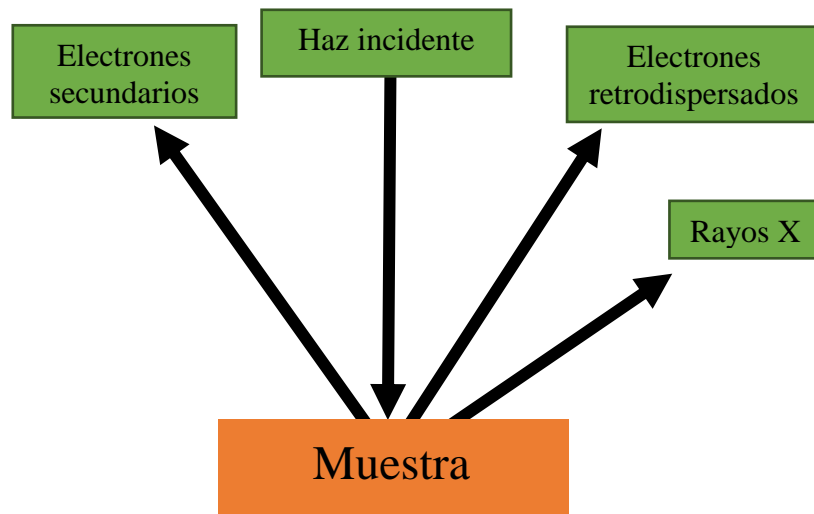 Electrones
secundarios
Haz incidente
Electrones
retrodispersados
Rayos X
Muestra